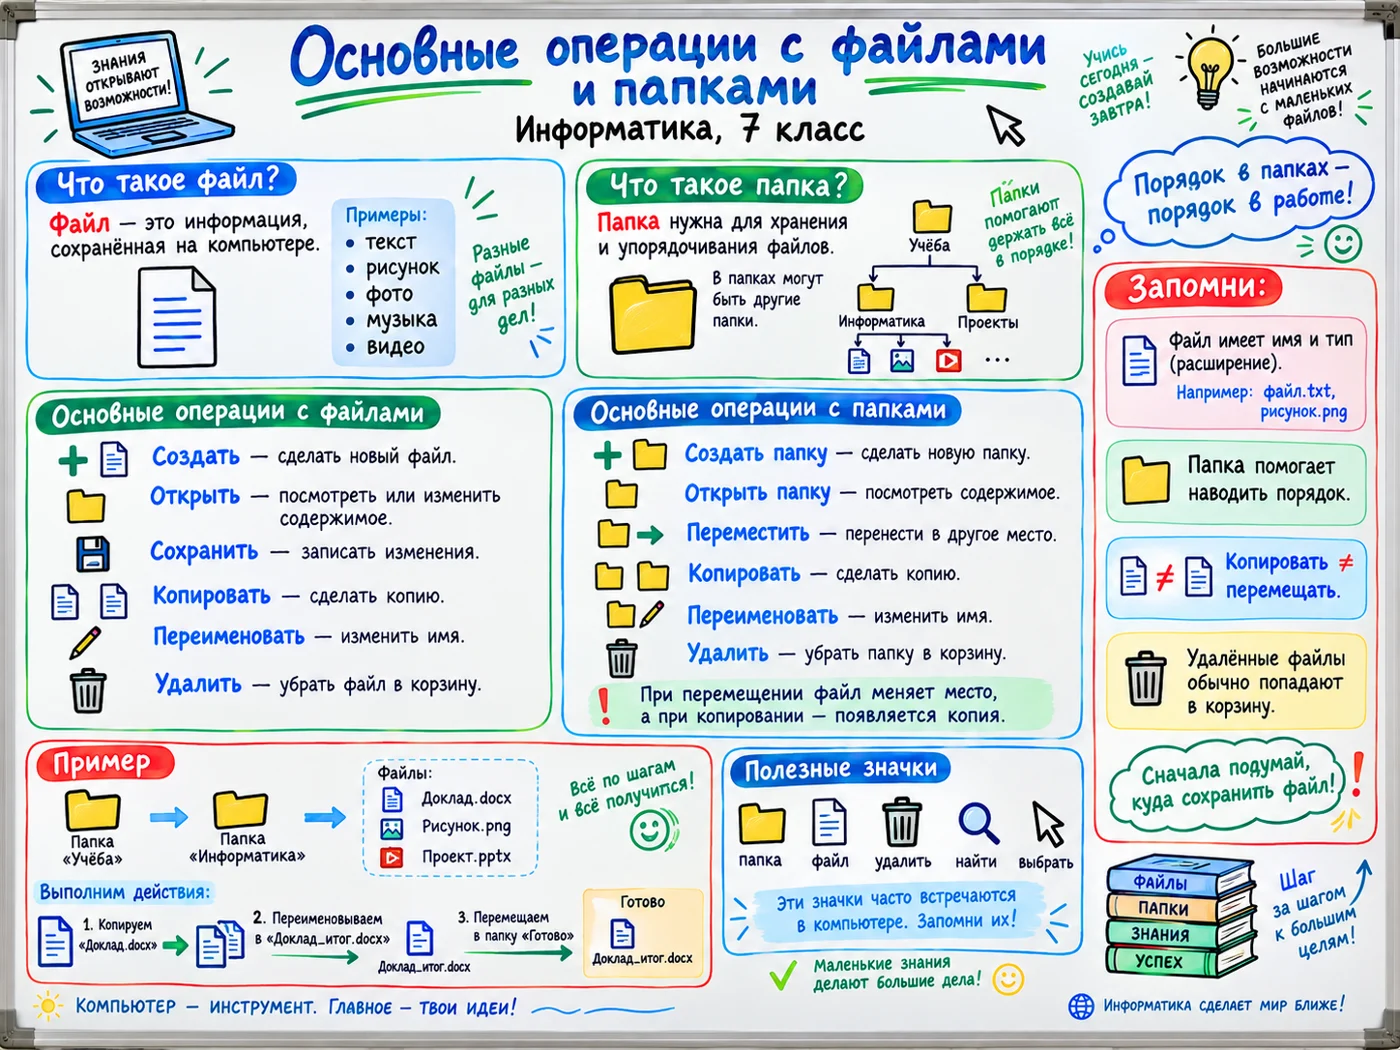 ЗНАНИЯ
ОТКРЫВАЮТ
ВОЗМОЖНОСТИ!
Основные операции с файлами
и папками
Информатика, 7 класс
Учись
сегодня –
создавай
завтра!
Большие
возможности
начинаются
с маленьких
файлов!
Порядок в папках –
порядок в работе!
Что такое файл?
Файл — это информация,
сохранённая на компьютере.
Примеры:
• текст
• рисунок
• фото
• музыка
• видео
Разные
файлы –
для разных
дел!
Что такое папка?
Папка нужна для хранения
и упорядочивания файлов.
В папках могут
быть другие
папки.
Учёба
Информатика
Проекты
...
Папки
помогают
держать всё
в порядке!
Запомни:
Файл имеет имя и тип
(расширение).
Например: файл.txt,
рисунок.png
Папка помогает
наводить порядок.
≠
Копировать ≠
перемещать.
Удалённые файлы
обычно попадают
в корзину.
Сначала подумай,
куда сохранить файл!
!
Основные операции с файлами
Создать — сделать новый файл.
Открыть — посмотреть или изменить
содержимое.
Сохранить — записать изменения.
Копировать — сделать копию.
Переименовать — изменить имя.
Удалить — убрать файл в корзину.
Основные операции с папками
Создать папку — сделать новую папку.
Открыть папку — посмотреть содержимое.
Переместить — перенести в другое место.
Копировать — сделать копию.
Переименовать — изменить имя.
Удалить — убрать папку в корзину.
!
При перемещении файл меняет место,
а при копировании — появляется копия.
Пример
Папка
«Учёба»
Папка
«Информатика»
Файлы:
Доклад.docx
Рисунок.png
Проект.pptx
Всё по шагам
и всё получится!
Выполним действия:
1. Копируем
«Доклад.docx»
2. Переименовываем
в «Доклад_итог.docx»
Доклад_итог.docx
3. Перемещаем
в папку «Готово»
Готово
Доклад_итог.docx
Полезные значки
папка
файл
удалить
найти
выбрать
Эти значки часто встречаются
в компьютере. Запомни их!
Маленькие знания
делают большие дела!
ФАЙЛЫ
ПАПКИ
ЗНАНИЯ
УСПЕХ
Шаг
за шагом
к большим
целям!
Компьютер — инструмент. Главное — твои идеи!
Информатика сделает мир ближе!